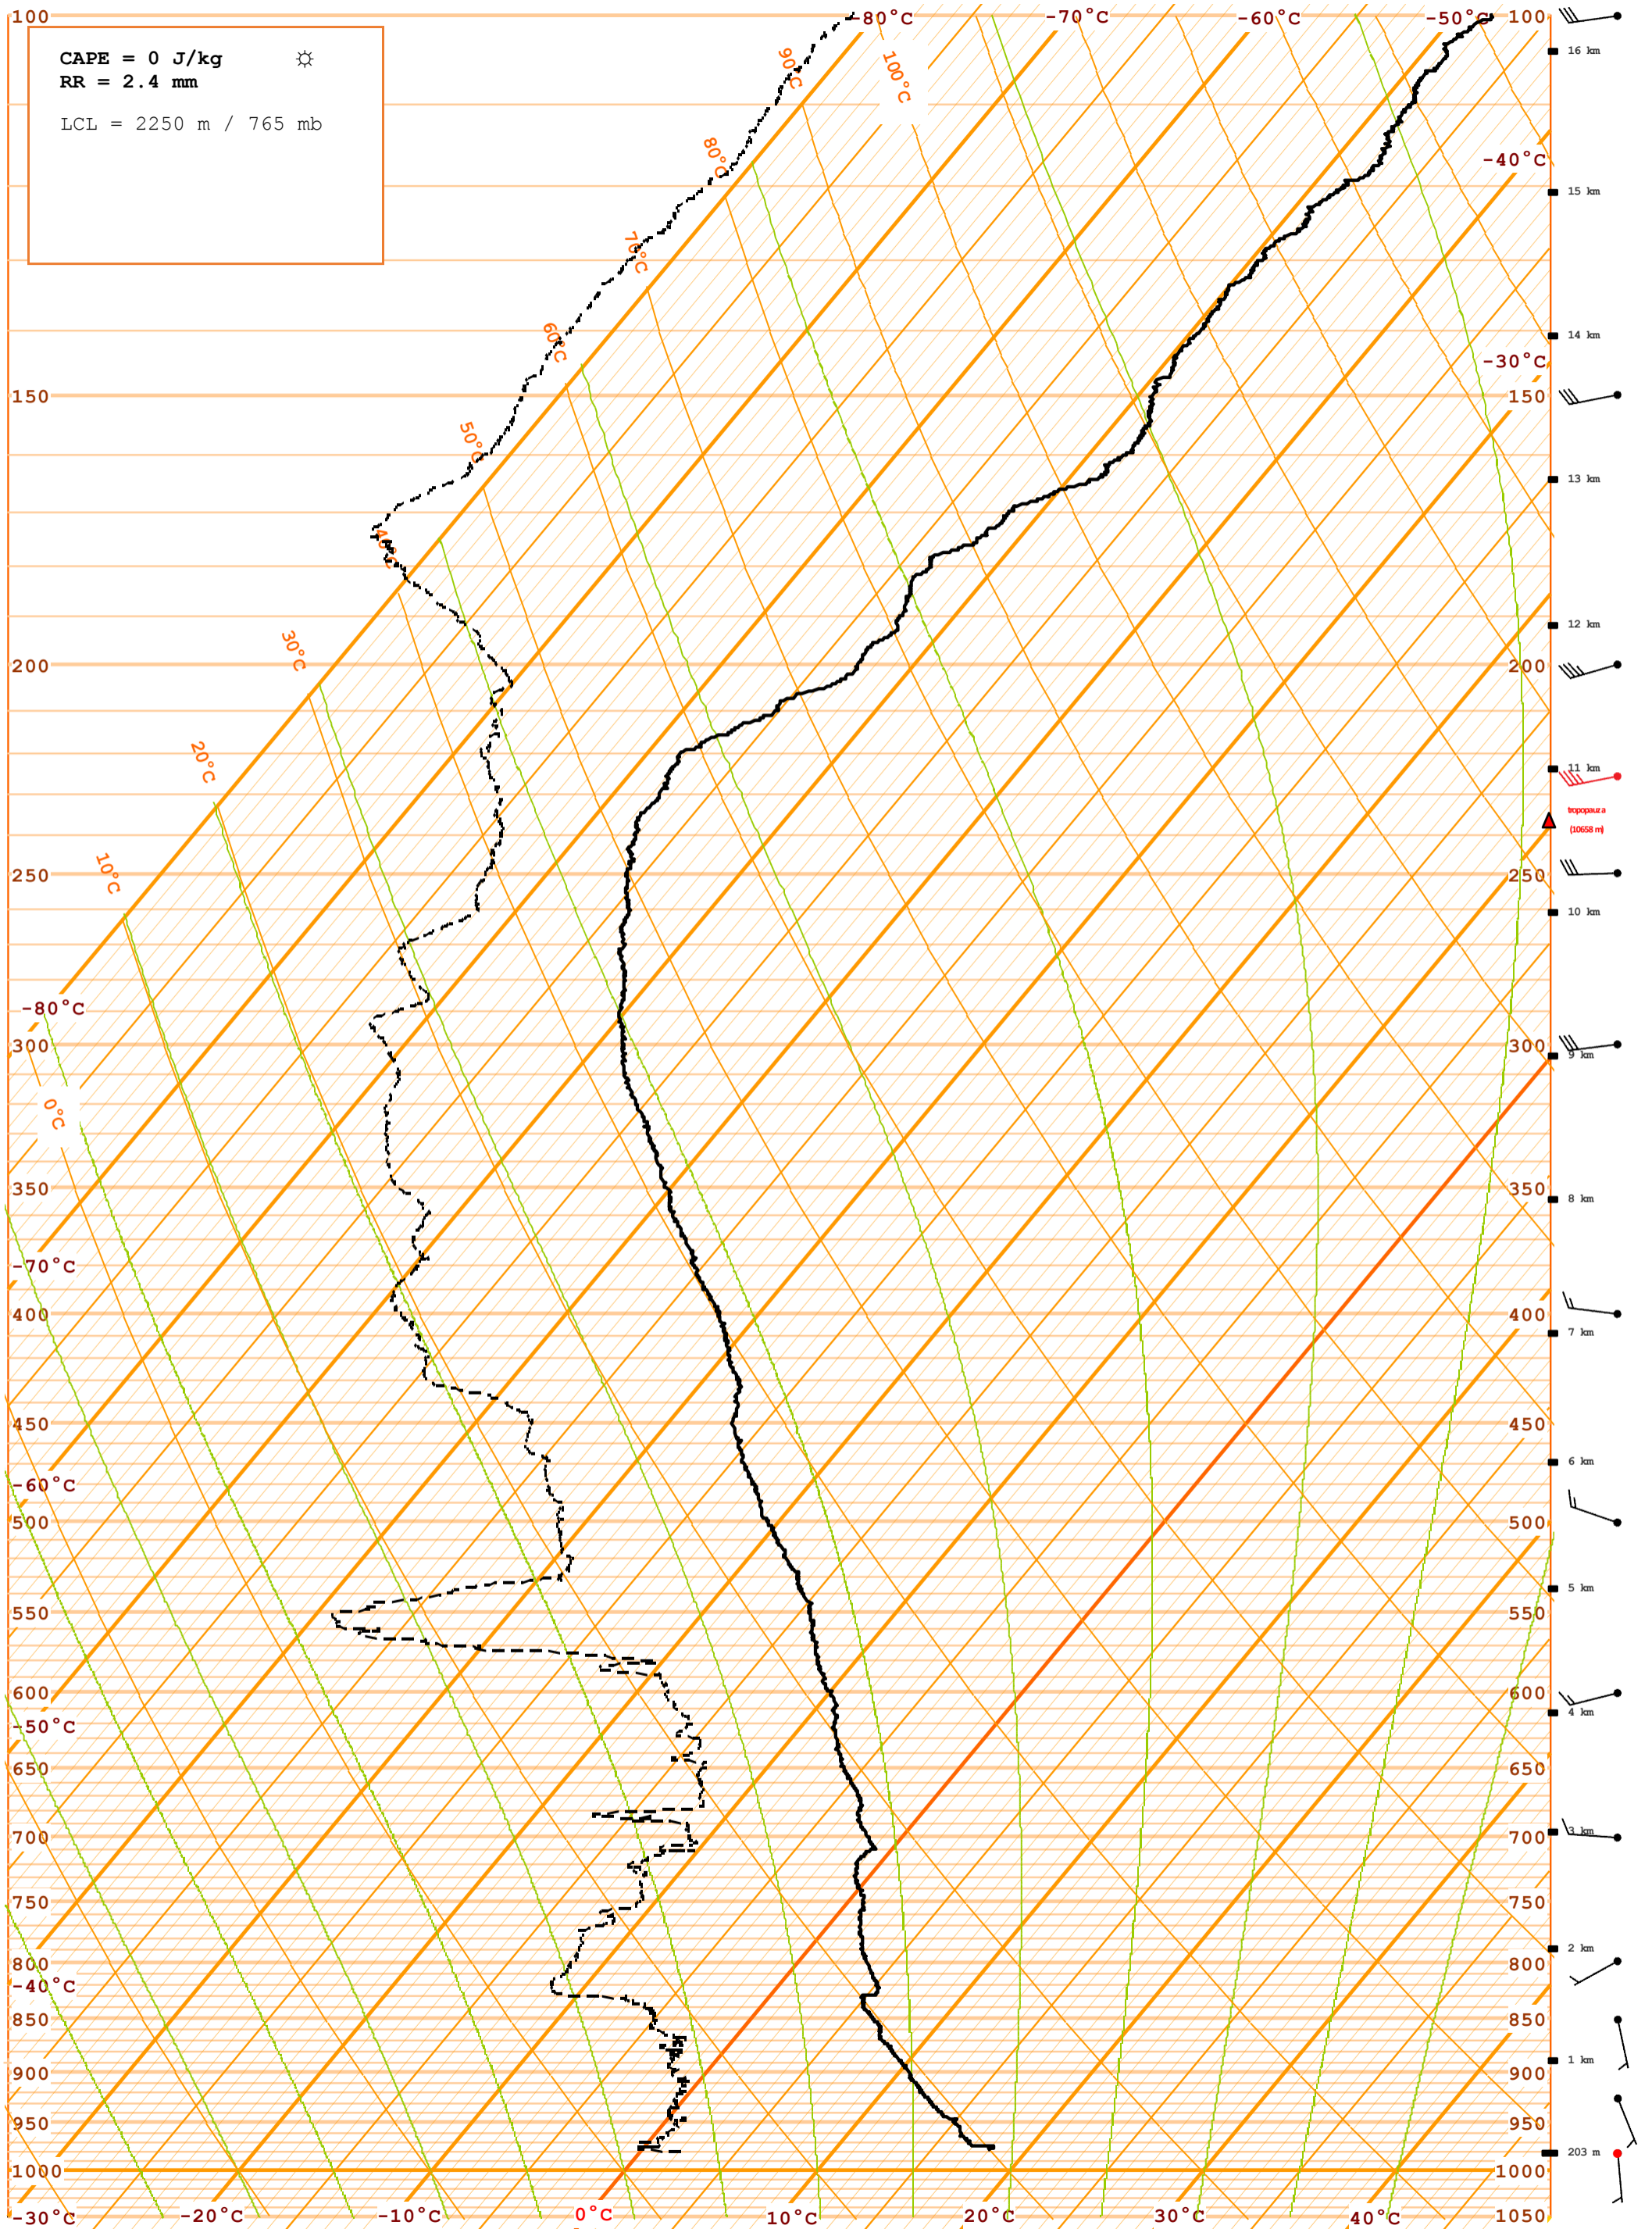 100 -80°C -70°C -60°C -50°C 100
CAPE = 0 J/kg
RR = 2.4 mm
LCL = 2250 m / 765 mb
16 km
90°C 100°C
80°C -40°C
15 km
70°C
14 km
60°C -30°C
150 150
50°C
13 km
40°C
12 km
30°C
200 200
20°C
11 km
tropopauza
(10658 m)
10°C
250 250
10 km
-80°C
300 300
9 km
0°C
350 350
8 km
-70°C
400 400
7 km
450 450
6 km
-60°C
500 500
5 km
550 550
600 600
4 km
-50°C
650 650
700 700
3 km
750 750
2 km
800 800
-40°C
850 850
1 km
900 900
950 950
203 m
1000 1000
-30°C -20°C -10°C 0°C 10°C 20°C 30°C 40°C 1050